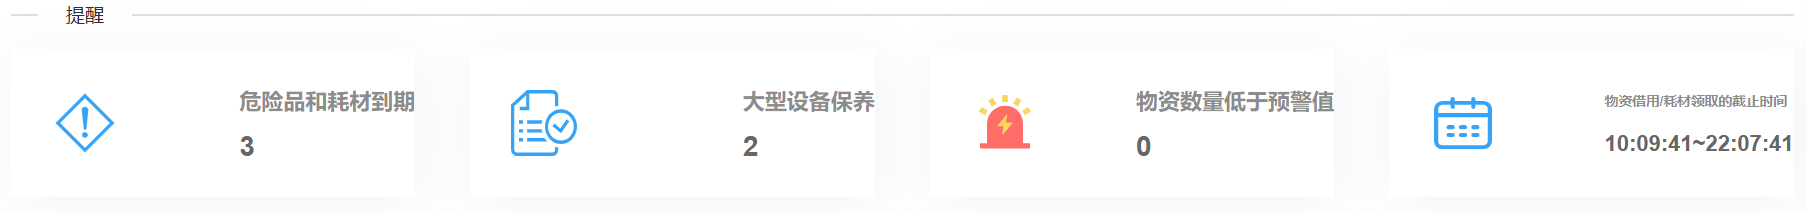 提醒
危险品和耗材到期
3
大型设备保养
2
物资数量低于预警值
0
物资借用/耗材领取的截止时间
10:09:41~22:07:41